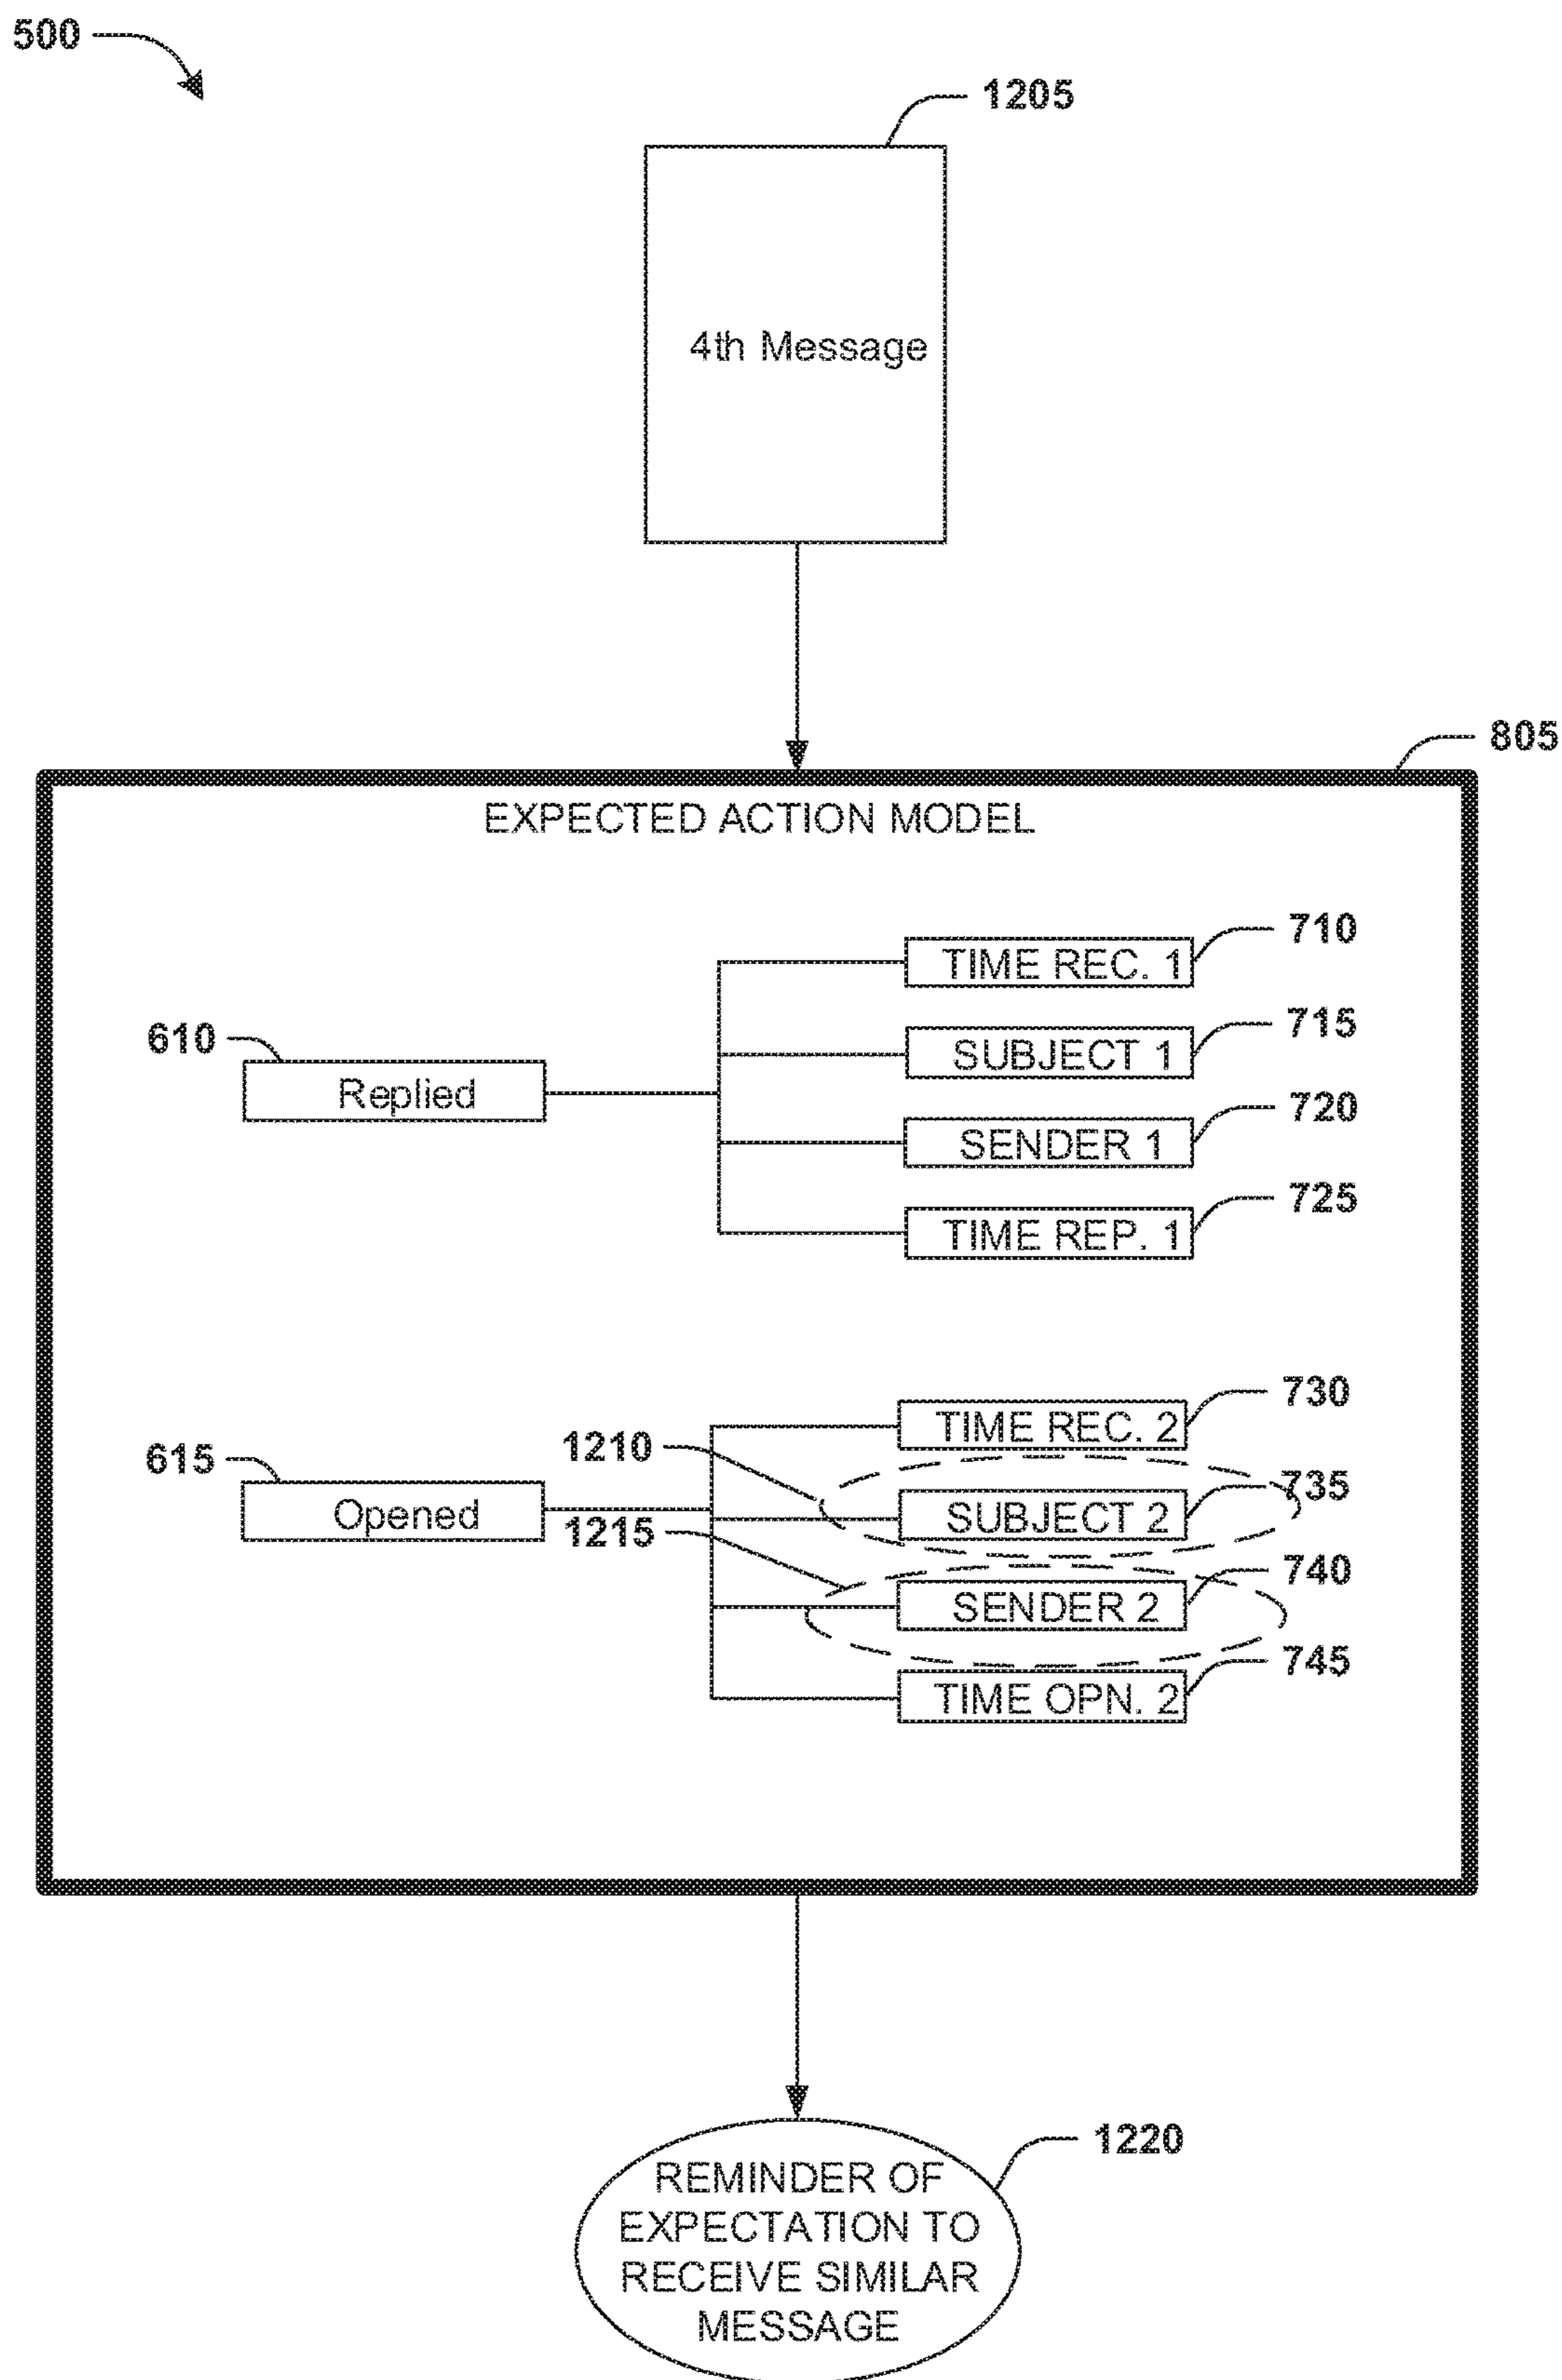 500
1205
4th Message
805
EXPECTED ACTION MODEL
710
TIME REC. 1
715
610
SUBJECT 1
Replied
720
SENDER 1
725
TIME REP. 1
730
TIME REC. 2
1210
615
735
Opened
SUBJECT 2
1215
740
SENDER 2
745
TIME OPN. 2
1220
REMINDER OF
EXPECTATION TO
RECEIVE SIMILAR
MESSAGE